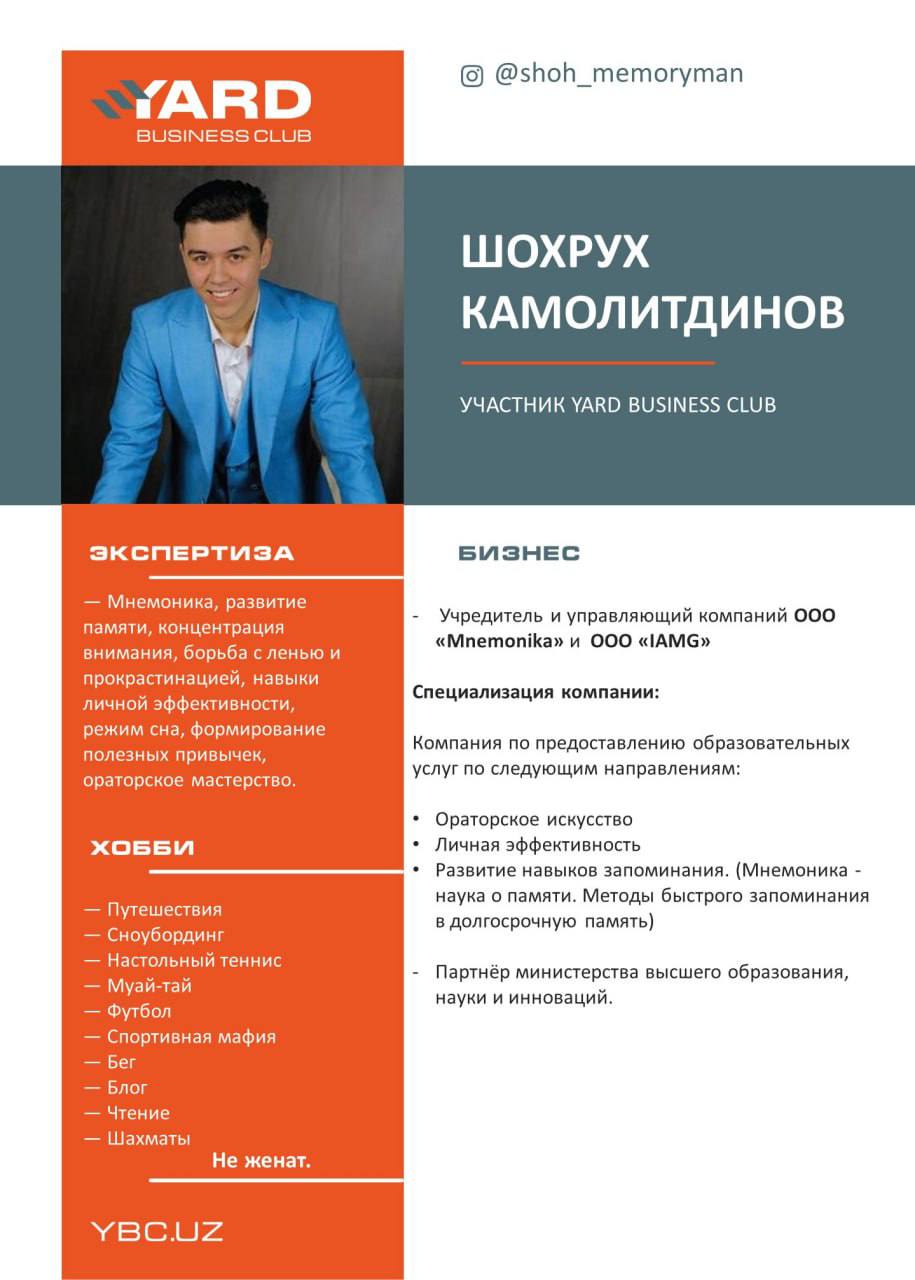 YARD
BUSINESS CLUB
@shoh_memoryman
ШОХРУХ
КАМОЛИТДИНОВ
УЧАСТНИК YARD BUSINESS CLUB
ЭКСПЕРТИЗА
— Мнемоника, развитие
памяти, концентрация
внимания, борьба с ленью и
прокрастинацией, навыки
личной эффективности,
режим сна, формирование
полезных привычек,
ораторское мастерство.
ХОББИ
— Путешествия
— Сноубординг
— Настольный теннис
— Муай-тай
— Футбол
— Спортивная мафия
— Бег
— Блог
— Чтение
— Шахматы
Не женат.
YBC.UZ
БИЗНЕС
- Учредитель и управляющий компаний ООО
«Mnemonika» и ООО «IAMG»
Специализация компании:
Компания по предоставлению образовательных
услуг по следующим направлениям:
• Ораторское искусство
• Личная эффективность
• Развитие навыков запоминания. (Мнемоника -
наука о памяти. Методы быстрого запоминания
в долгосрочную память)
- Партнёр министерства высшего образования,
науки и инноваций.